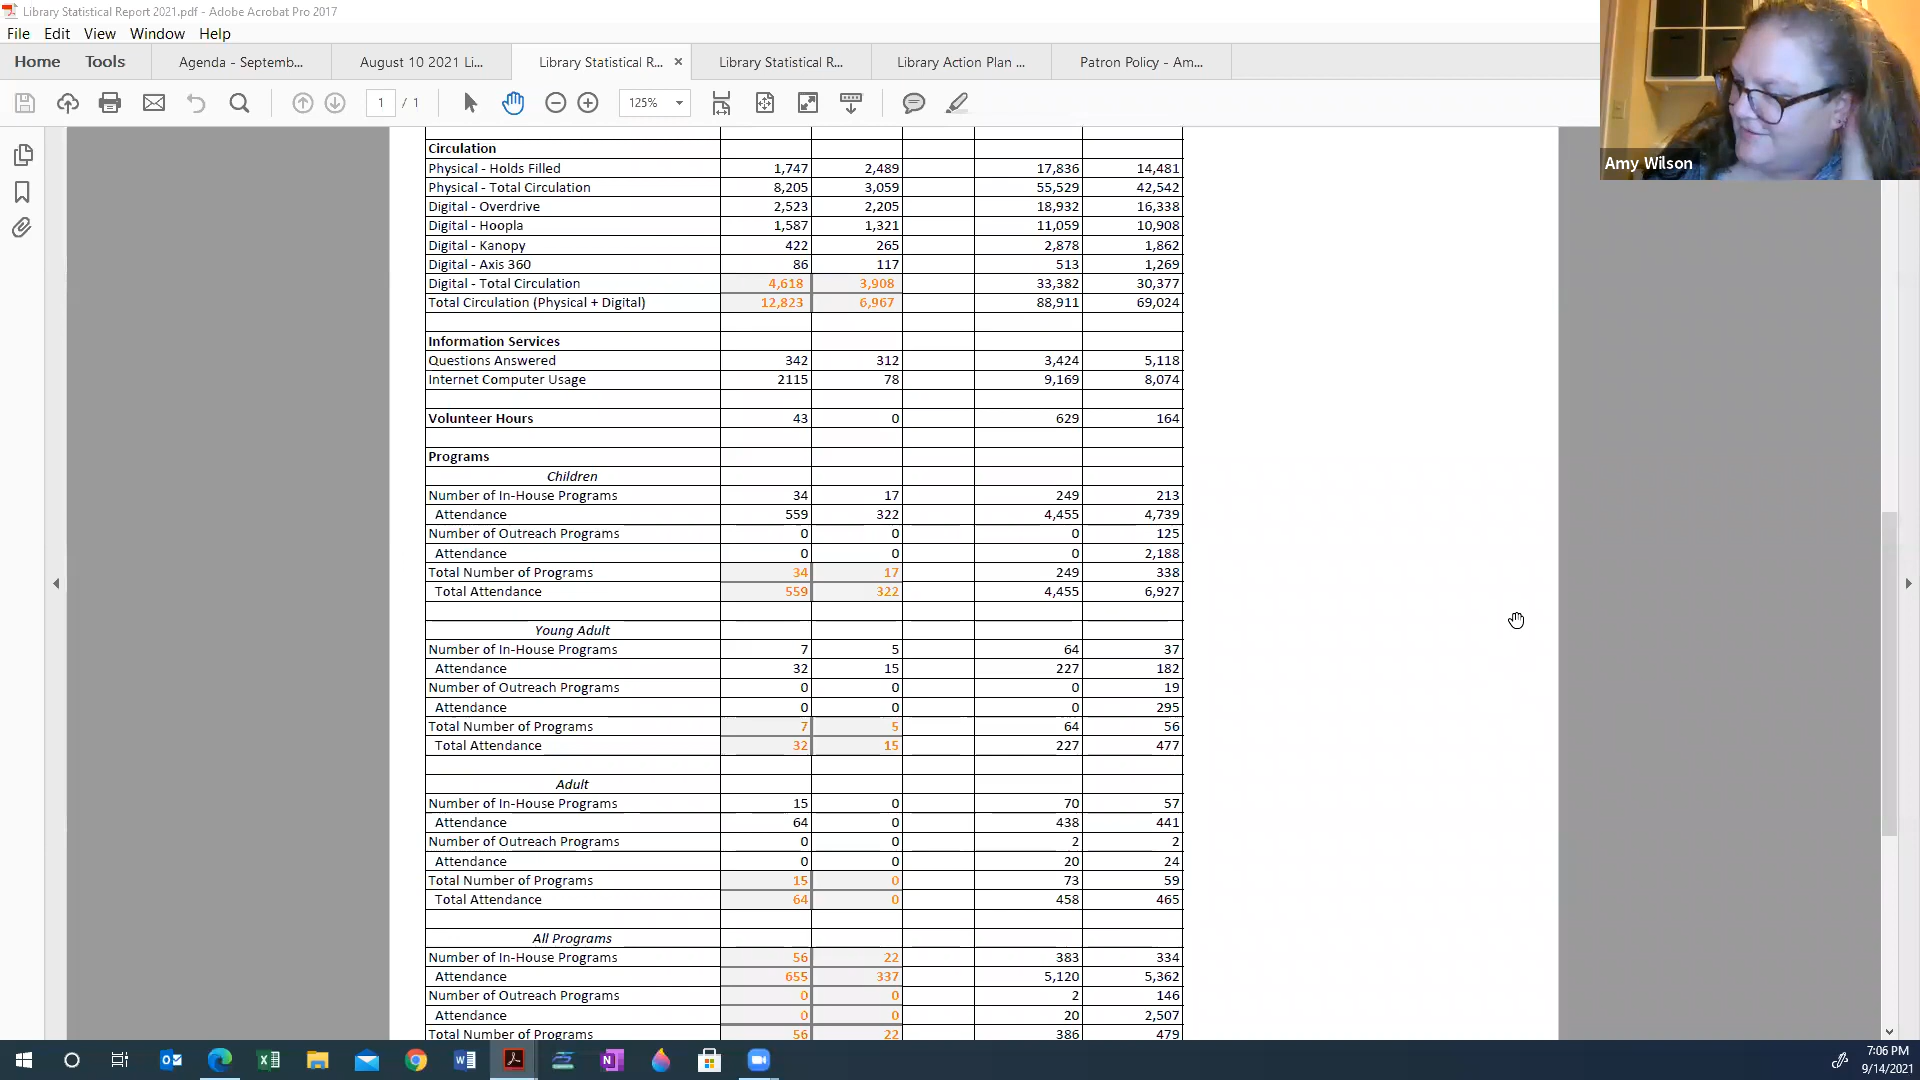 Library Statistical Report 2021.pdf - Adobe Acrobat Pro 2017
File Edit View Window Help
Home Tools Agenda - Septemb... August 10 2021 Li... Library Statistical R... × Library Statistical R... Library Action Plan ... Patron Policy - Am...
1 / 1 125%
Amy Wilson
Circulation
Physical - Holds Filled 1,747 2,489 17,836 14,481
Physical - Total Circulation 8,205 3,059 55,529 42,542
Digital - Overdrive 2,523 2,205 18,932 16,338
Digital - Hoopla 1,587 1,321 11,059 10,908
Digital - Kanopy 422 265 2,878 1,862
Digital - Axis 360 86 117 513 1,269
Digital - Total Circulation 4,618 3,908 33,382 30,377
Total Circulation (Physical + Digital) 12,823 6,967 88,911 69,024
Information Services
Questions Answered 342 312 3,424 5,118
Internet Computer Usage 2115 78 9,169 8,074
Volunteer Hours 43 0 629 164
Programs
Children
Number of In-House Programs 34 17 249 213
Attendance 559 322 4,455 4,739
Number of Outreach Programs 0 0 0 125
Attendance 0 0 0 2,188
Total Number of Programs 34 17 249 338
Total Attendance 559 322 4,455 6,927
Young Adult
Number of In-House Programs 7 5 64 37
Attendance 32 15 227 182
Number of Outreach Programs 0 0 0 19
Attendance 0 0 0 295
Total Number of Programs 7 5 64 56
Total Attendance 32 15 227 477
Adult
Number of In-House Programs 15 0 70 57
Attendance 64 0 438 441
Number of Outreach Programs 0 0 2 2
Attendance 0 0 20 24
Total Number of Programs 15 0 73 59
Total Attendance 64 0 458 465
All Programs
Number of In-House Programs 56 22 383 334
Attendance 655 337 5,120 5,362
Number of Outreach Programs 0 0 2 146
Attendance 0 0 20 2,507
Total Number of Programs 56 22 386 479
7:06 PM
9/14/2021